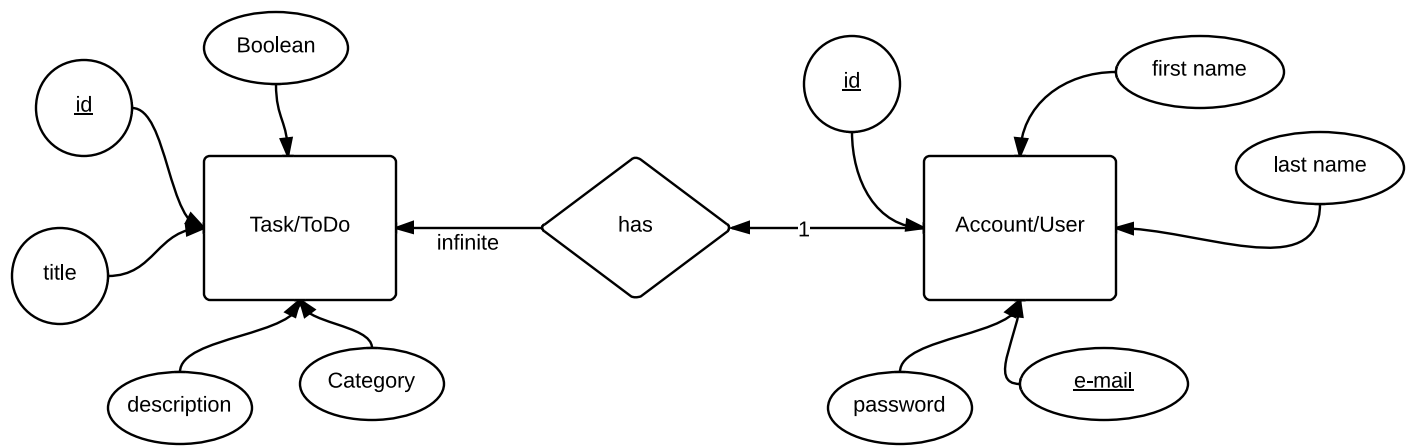 Boolean
id
id
first name
last name
Task/ToDo
has
Account/User
1
infinite
title
description
Category
password
e-mail